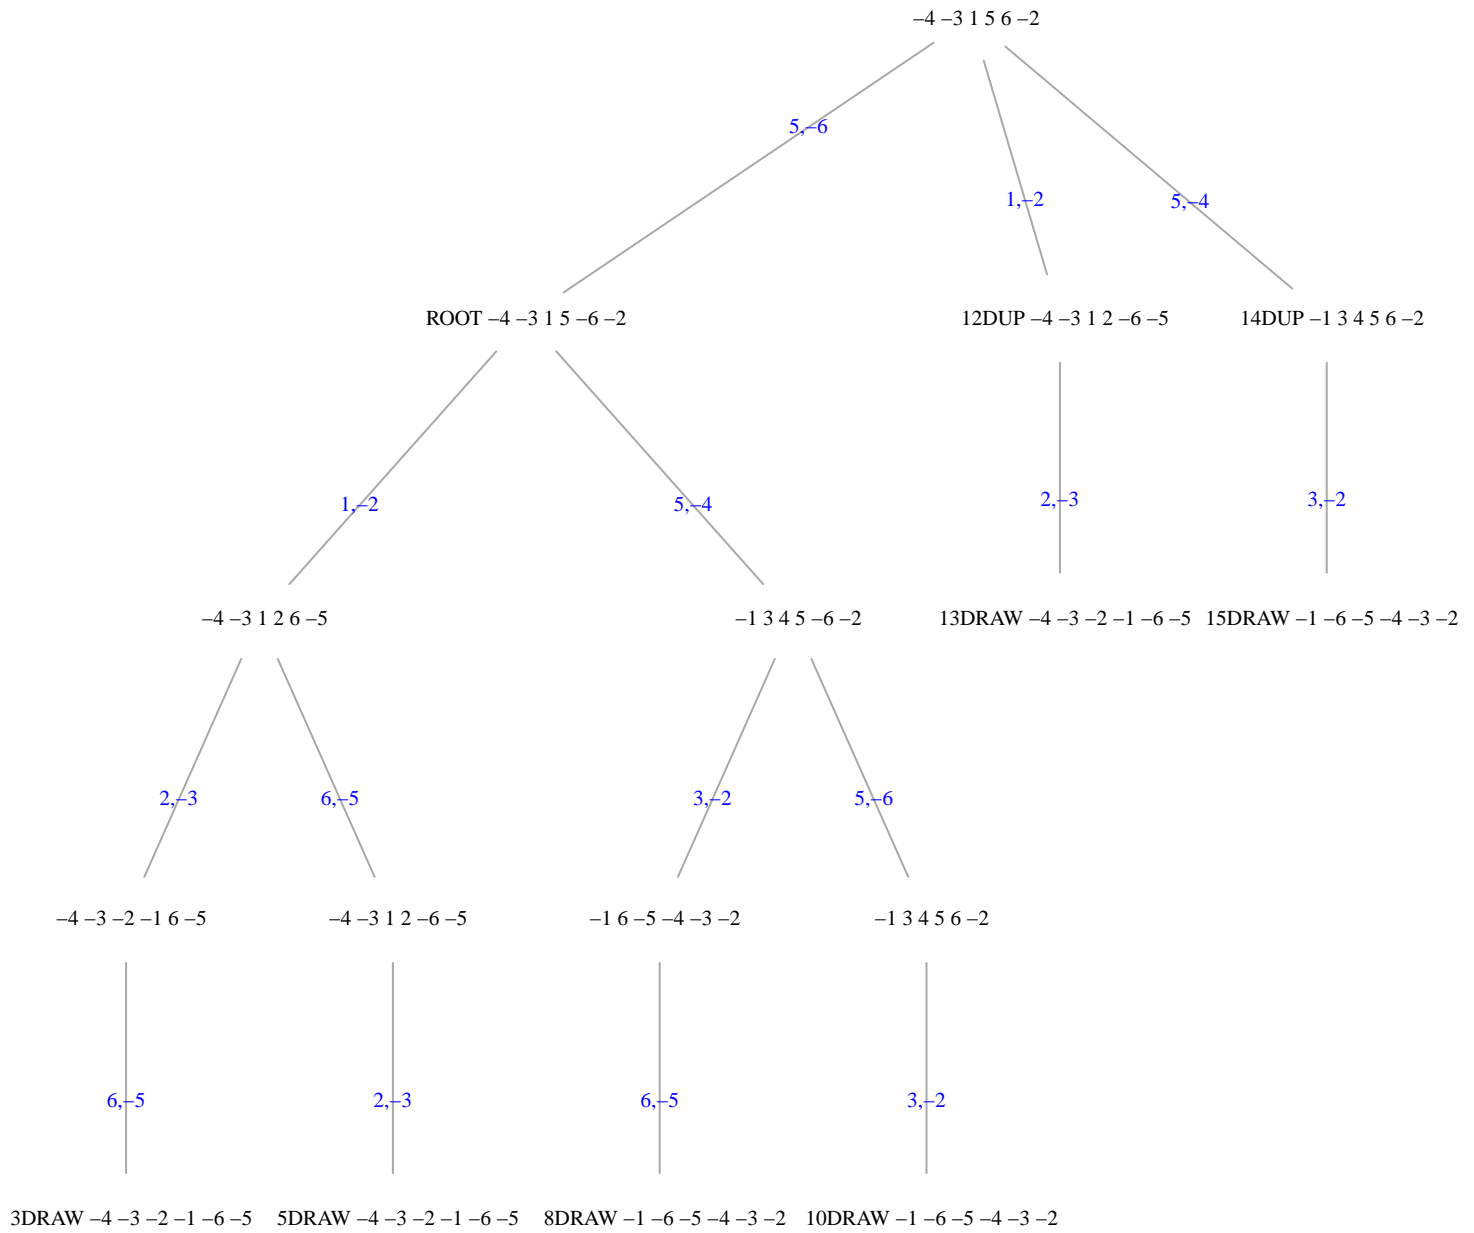 –4 –3 1 5 6 –2
5,–6
1,–2
5,–4
ROOT –4 –3 1 5 –6 –2
12DUP –4 –3 1 2 –6 –5
14DUP –1 3 4 5 6 –2
1,–2
5,–4
2,–3
3,–2
–4 –3 1 2 6 –5
–1 3 4 5 –6 –2
13DRAW –4 –3 –2 –1 –6 –5
15DRAW –1 –6 –5 –4 –3 –2
2,–3
6,–5
3,–2
5,–6
–4 –3 –2 –1 6 –5
–4 –3 1 2 –6 –5
–1 6 –5 –4 –3 –2
–1 3 4 5 6 –2
6,–5
2,–3
6,–5
3,–2
3DRAW –4 –3 –2 –1 –6 –5
5DRAW –4 –3 –2 –1 –6 –5
8DRAW –1 –6 –5 –4 –3 –2
10DRAW –1 –6 –5 –4 –3 –2